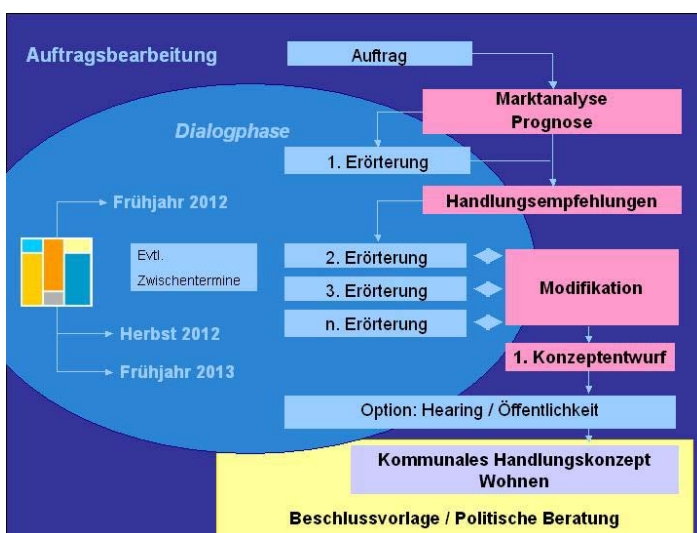 Auftragsbearbeitung
Auftrag
Marktanalyse
Prognose
Dialogphase
1. Erörterung
Frühjahr 2012
Handlungsempfehlungen
Evtl.
Zwischentermine
2. Erörterung
3. Erörterung
n. Erörterung
Modifikation
Herbst 2012
Frühjahr 2013
1. Konzeptentwurf
Option: Hearing / Öffentlichkeit
Kommunales Handlungskonzept
Wohnen
Beschlussvorlage / Politische Beratung